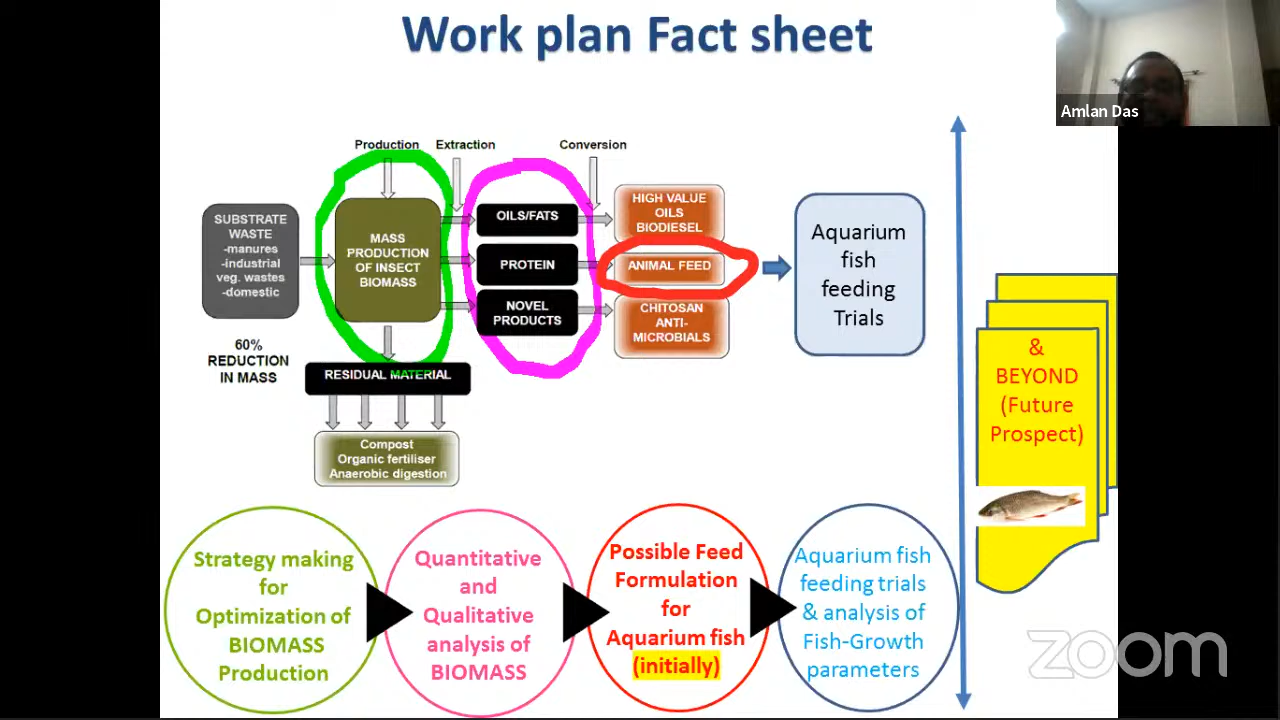 Work plan Fact sheet
Amlan Das
Production
Extraction
Conversion
SUBSTRATE
WASTE
-manures
-industrial
veg. wastes
-domestic
60%
REDUCTION
IN MASS
MASS
PRODUCTION
OF INSECT
BIOMASS
OILS/FATS
PROTEIN
NOVEL
PRODUCTS
HIGH VALUE
OILS
BIODIESEL
ANIMAL FEED
CHITOSAN
ANTI-
MICROBIALS
Aquarium
fish
feeding
Trials
RESIDUAL MATERIAL
Compost
Organic fertiliser
Anaerobic digestion
&
BEYOND
(Future
Prospect)
Strategy making
for
Optimization of
BIOMASS
Production
Quantitative
and
Qualitative
analysis of
BIOMASS
Possible Feed
Formulation
for
Aquarium fish
(initially)
Aquarium fish
feeding trials
& analysis of
Fish-Growth
parameters
zoom